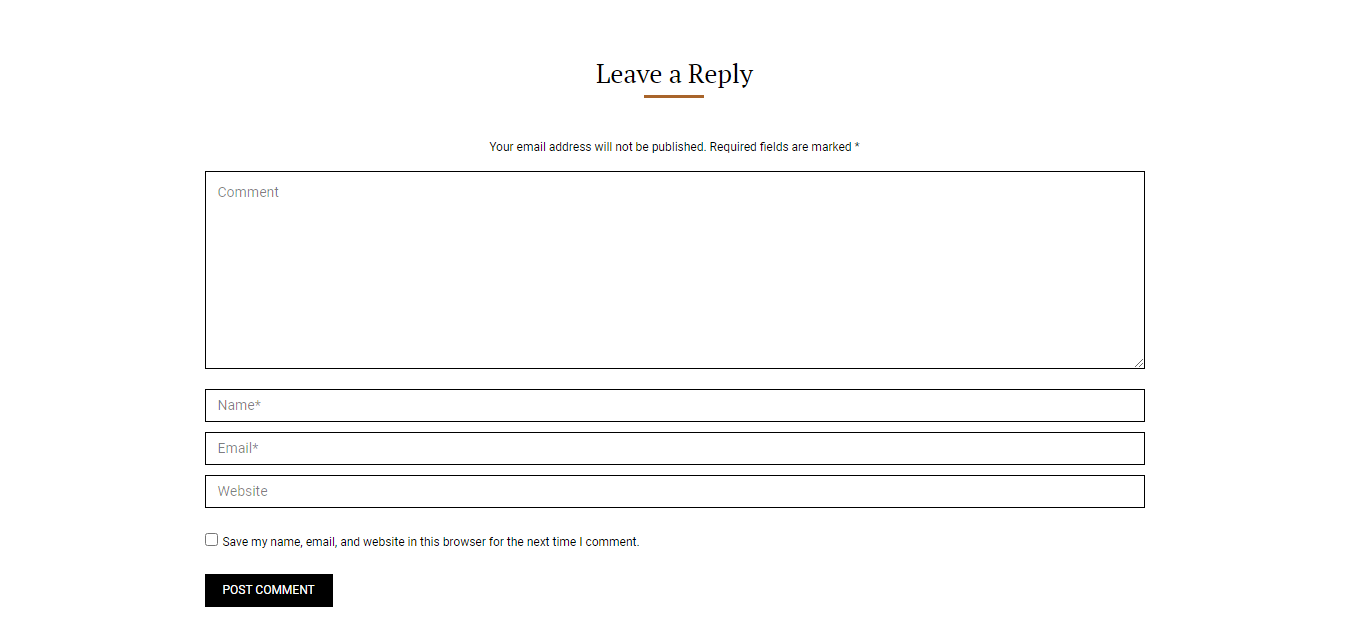 Leave a Reply
Your email address will not be published. Required fields are marked *
Comment
Name*
Email*
Website
Save my name, email, and website in this browser for the next time I comment.
POST COMMENT